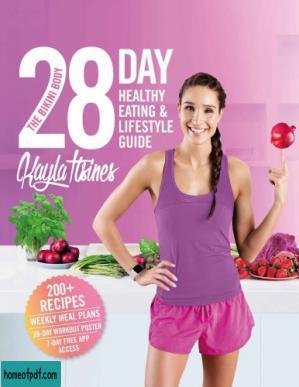 THE BIKINI BODY
28
DAY
HEALTHY
EATING &
LIFESTYLE
GUIDE
Kayla Itsines
200+
RECIPES
WEEKLY MEAL PLANS
28-DAY WORKOUT POSTER
7-DAY FREE APP
ACCESS
homeofpdf.com